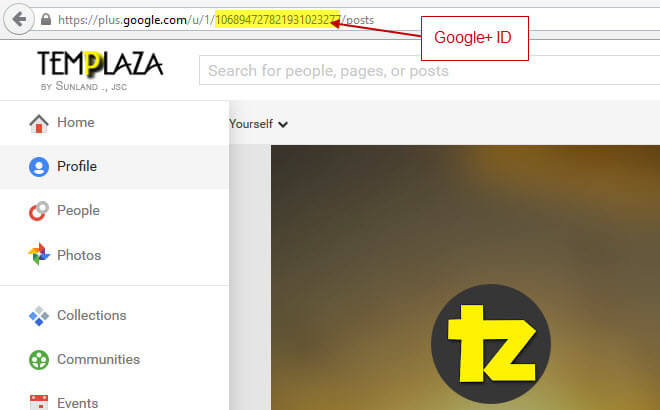 https://plus.google.com/u/1/106894727821931023277/posts
Google+ ID
TEMPLAZA
BY SUNLAND ., JSC
Search for people, pages, or posts
Home
Yourself
Profile
People
Photos
Collections
Communities
Events
tz